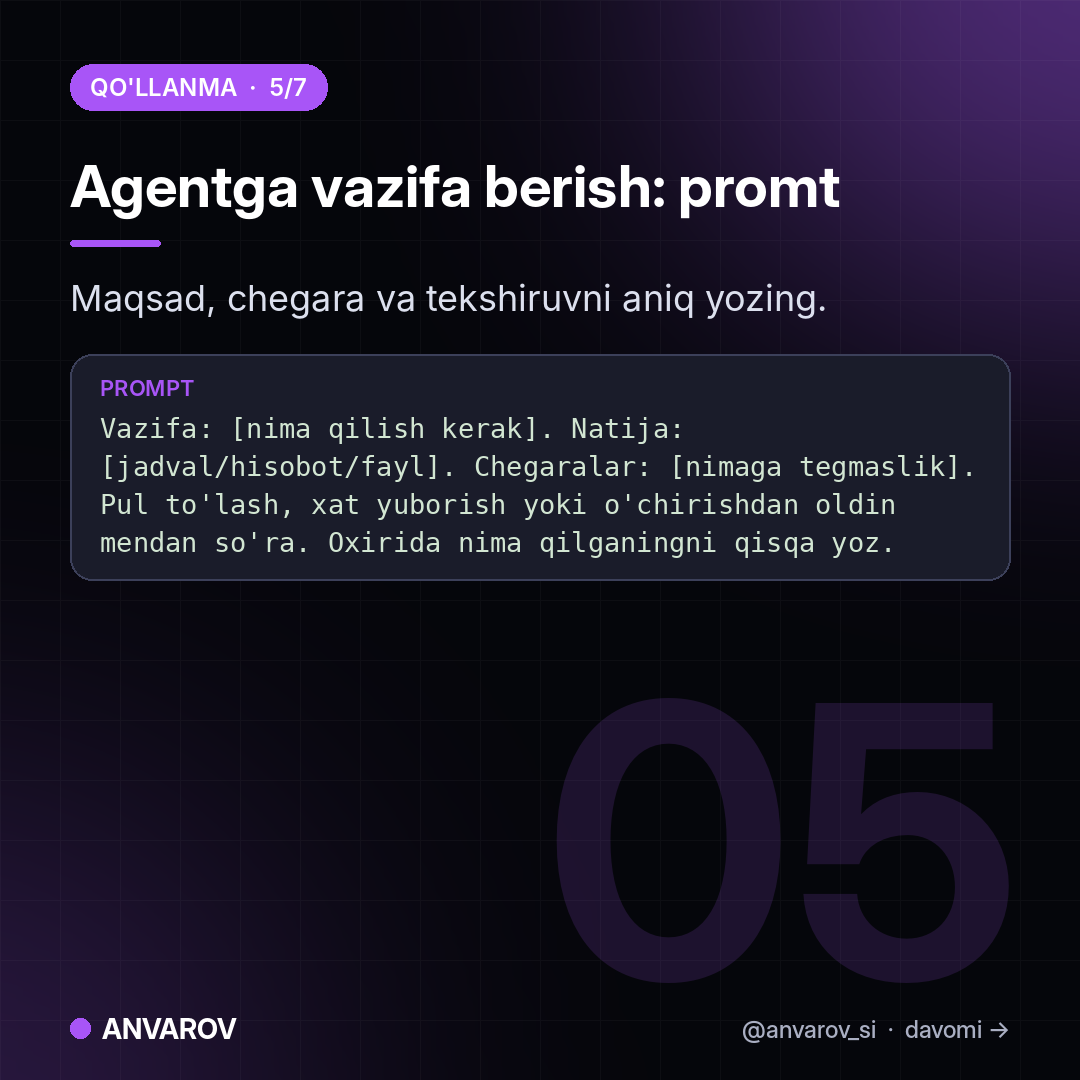 QO'LLANMA · 5/7
Agentga vazifa berish: promt
Maqsad, chegara va tekshiruvni aniq yozing.
PROMPT
Vazifa: [nima qilish kerak]. Natija:
[jadval/hisobot/fayl]. Chegaralar: [nimaga tegmaslik].
Pul to'lash, xat yuborish yoki o'chirishdan oldin
mendan so'ra. Oxirida nima qilganingni qisqa yoz.
05
ANVAROV
@anvarov_si · davomi →